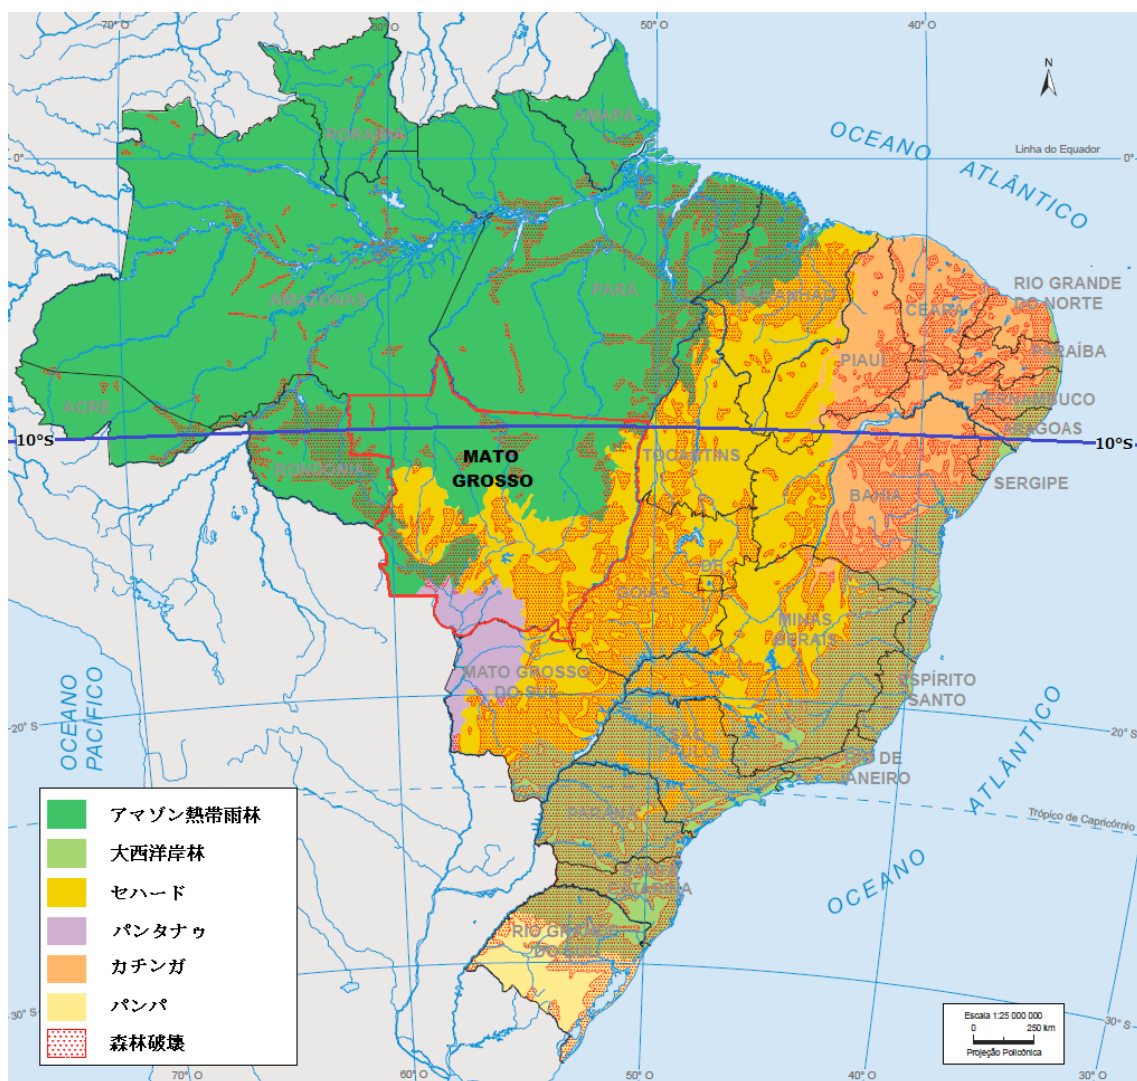 70° O
60° O
50° O
40° O
N
RORAIMA
AMAPÁ
OCEANO ATLÂNTICO
Linha do Equador
0°
0°
AMAZONAS
PARÁ
MARANHÃO
CEARÁ
RIO GRANDE
DO NORTE
PIAUÍ
PARAÍBA
ACRE
PERNAMBUCO
ARAGOAS
10°S
10°S
MATO
GROSSO
TOCANTINS
RONDÔNIA
SERGIPE
BAHIA
DF
GOIÁS
MINAS
GERAIS
MATO GROSSO
DO SUL
ESPÍRITO
SANTO
OCEANO
PACÍFICO
20° S
20° S
SÃO
PAULO
RIO DE
JANEIRO
OCEANO ATLÂNTICO
Trópico de Capricórnio
PARANÁ
SANTA
CATARINA
RIO GRANDE
DO SUL
アマゾン熱帯雨林
大西洋岸林
セハード
パンタナゥ
カチンガ
パンパ
森林破壊
30° S
30° S
Escala 1:25 000 000
0 250 km
Projeção Policônica
70° O
60° O
50° O
40° O